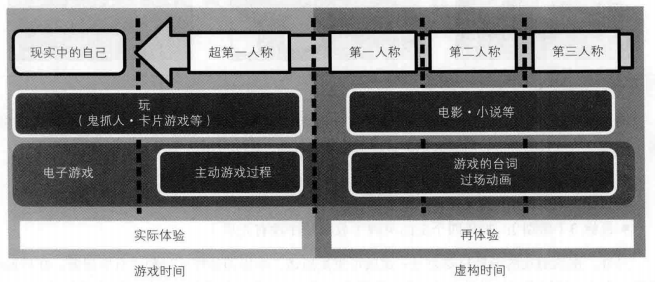 现实中的自己
超第一人称
第一人称
第二人称
第三人称
玩
（鬼抓人·卡片游戏等）
电影·小说等
电子游戏
主动游戏过程
游戏的台词
过场动画
实际体验
再体验
游戏时间
虚构时间